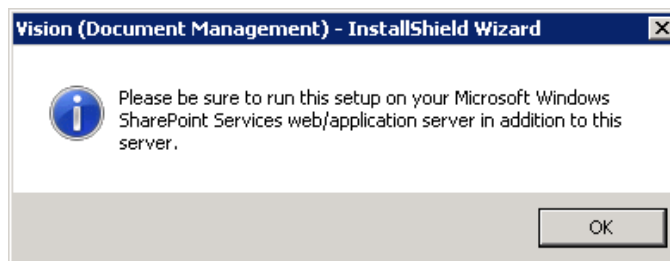 Vision (Document Management) - InstallShield Wizard
Please be sure to run this setup on your Microsoft Windows
SharePoint Services web/application server in addition to this
server.
OK